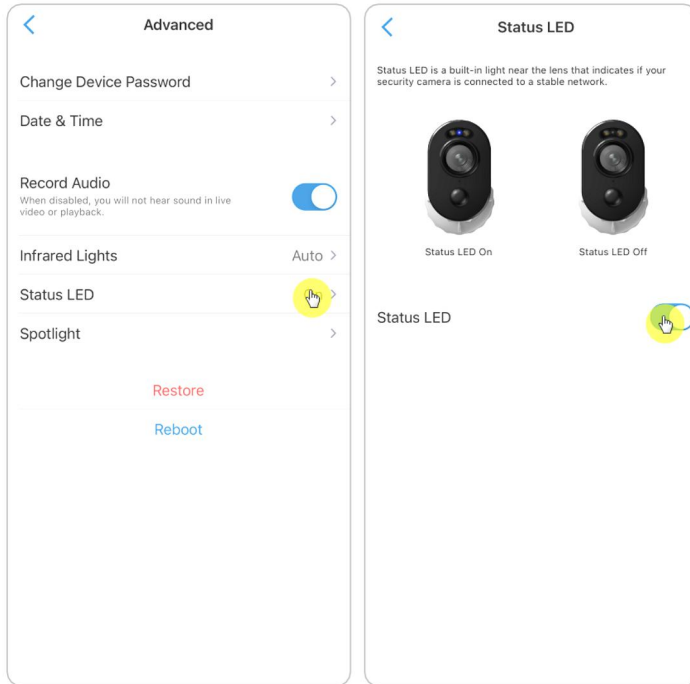 Advanced
Change Device Password
Date & Time
Record Audio
When disabled, you will not hear sound in live
video or playback.
Infrared Lights
Auto
Status LED
Spotlight
Restore
Reboot
Status LED
Status LED is a built-in light near the lens that indicates if your
security camera is connected to a stable network.
Status LED On
Status LED Off
Status LED